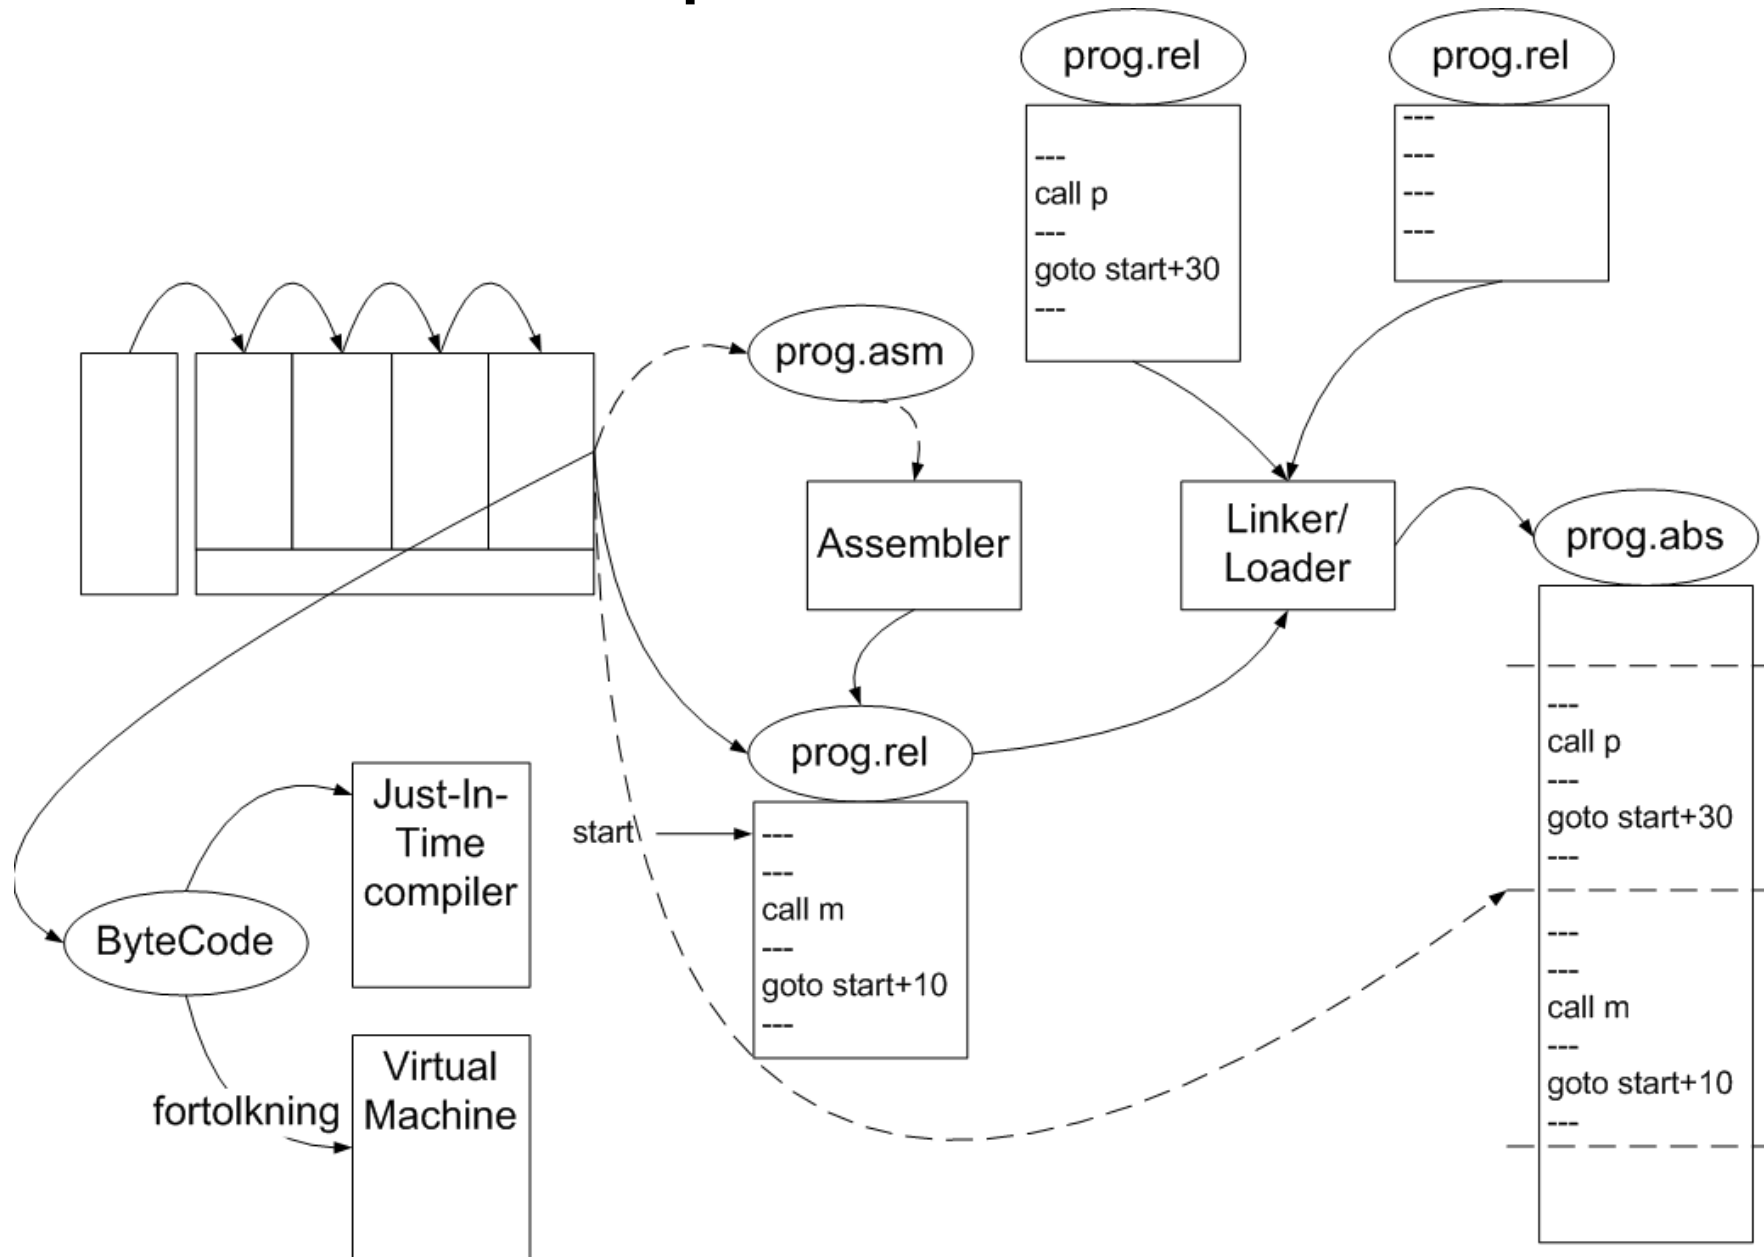 prog.rel
---
call p
---
goto start+30
---
prog.rel
---
---
---
---
prog.asm
Assembler
Linker/
Loader
prog.abs
---
call p
---
goto start+30
---
---
---
call m
---
goto start+10
---
prog.rel
start
---
---
call m
---
goto start+10
---
Just-In-
Time
compiler
ByteCode
fortolkning
Virtual
Machine